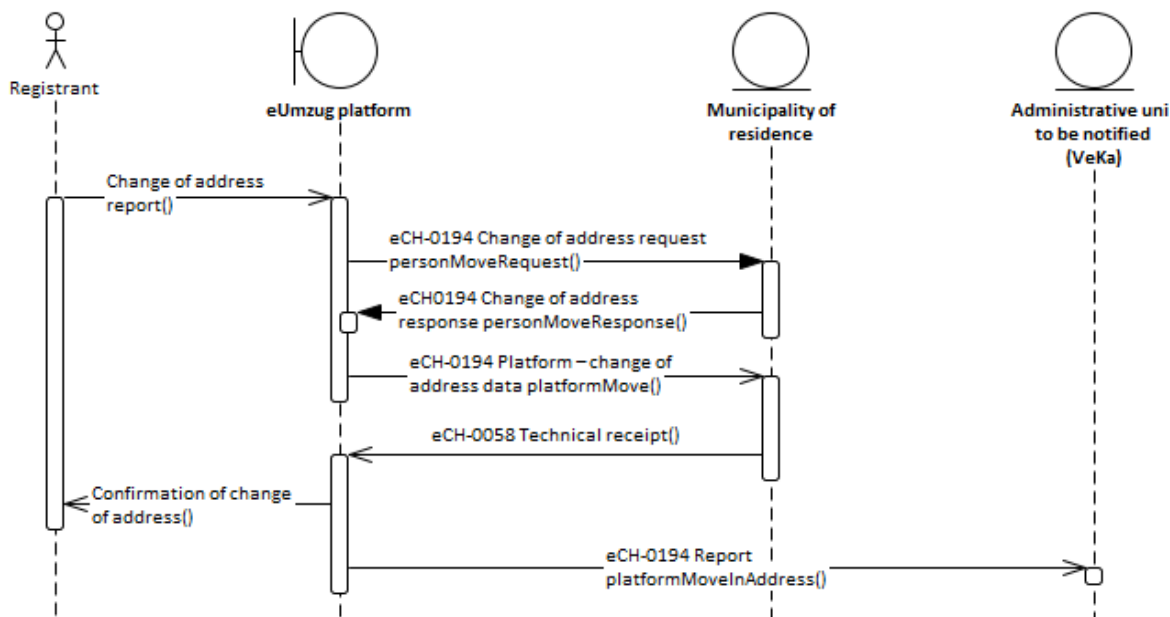 Registrant
eUmzug platform
Municipality of
residence
Administrative uni
to be notified
(VeKa)
Change of address
report()
eCH-0194 Change of address request
personMoveRequest()
eCH0194 Change of address
response personMoveResponse()
eCH-0194 Platform – change of
address data platformMove()
eCH-0058 Technical receipt()
Confirmation of change
of address()
eCH-0194 Report
platformMoveInAddress()